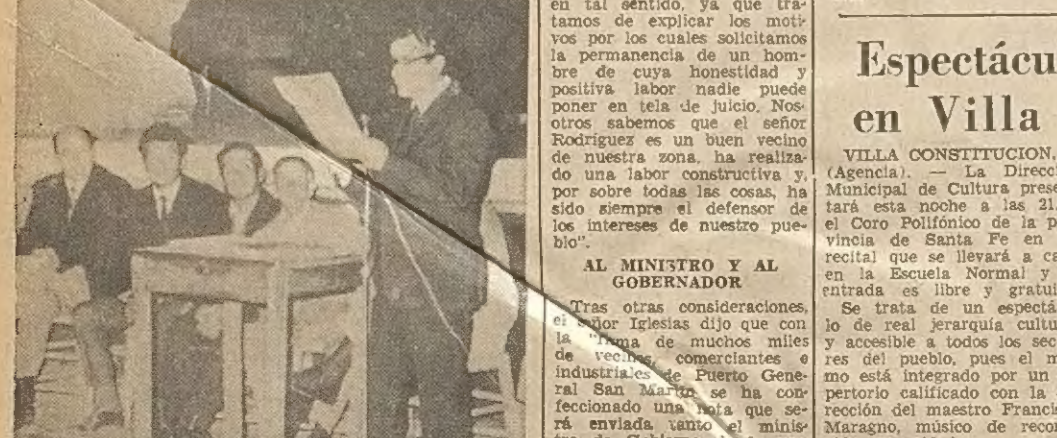 en tal sentido, ya que tra-
tamos de explicar los moti-
vos por los cuales solicitamos
la permanencia de un hom-
bre de cuya honestidad y
positiva labor nadie puede
poner en tela de juicio. Nos-
otros sabemos que el señor
Rodríguez es un buen vecino
de nuestra zona, ha realiza-
do una labor constructiva y,
por sobre todas las cosas, ha
sido siempre el defensor de
los intereses de nuestro pue-
blo".
AL MINISTRO Y AL
GOBERNADOR
Tras otras consideraciones,
el señor Iglesias dijo que con
la de muchos miles
de vecinos, comerciantes e
industriales de Puerto Gene-
ral San Martín se ha con-
feccionado una nota que se-
rá enviada tanto el minis-
Espectácu
en Villa
VILLA CONSTITUCION,
(Agencia). — La Direcci
Municipal de Cultura prese
tará esta noche a las 21.
el Coro Polifónico de la p
vincia de Santa Fe en
recital que se llevará a ca
en la Escuela Normal y
entrada es libre y gratui
Se trata de un espectá
lo de real jerarquía cultu
y accesible a todos los sec
res del pueblo, pues el m
mo está integrado por un
pertorio calificado con la
rección del maestro Franci
Maragno, músico de recon